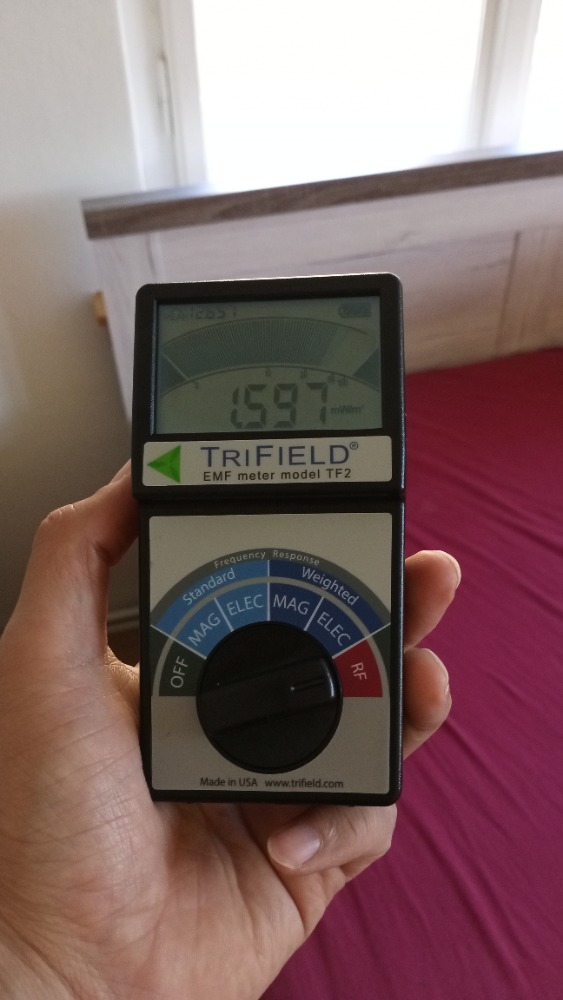 1.597 mW/m²
TRIFIELD®
EMF meter model TF2
Frequency Response
Standard Weighted
OFF MAG ELEC MAG ELEC RF
Made in USA www.trifield.com